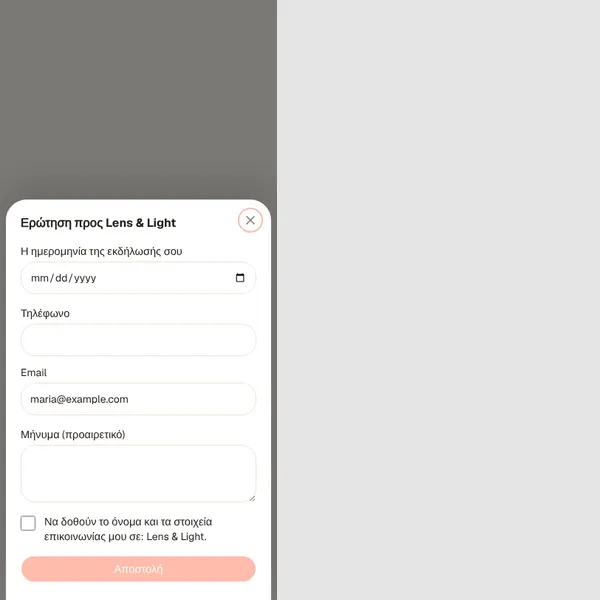 Ερώτηση προς Lens & Light
Η ημερομηνία της εκδήλωσής σου
mm/dd/yyyy
Τηλέφωνο
Email
maria@example.com
Μήνυμα (προαιρετικό)
Να δοθούν το όνομα και τα στοιχεία
επικοινωνίας μου σε: Lens & Light.
Αποστολή